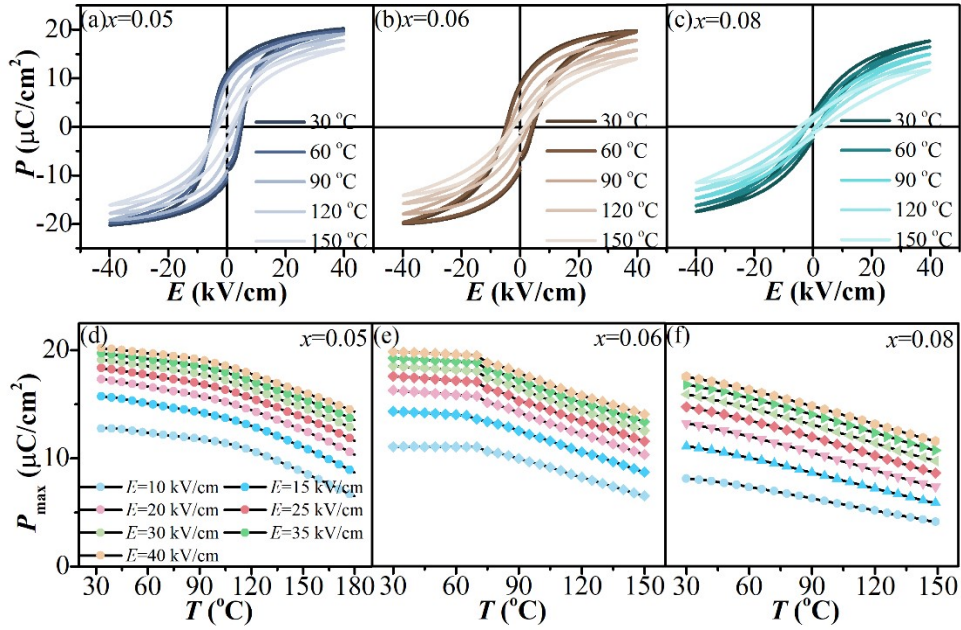 (a) x=0.05
(b) x=0.06
(c) x=0.08
P (μC/cm²)
20
10
0
-10
-20
30 °C
60 °C
90 °C
120 °C
150 °C
30 °C
60 °C
90 °C
120 °C
150 °C
30 °C
60 °C
90 °C
120 °C
150 °C
-40 -20 0 20 40
-40 -20 0 20 40
-40 -20 0 20 40
E (kV/cm)
E (kV/cm)
E (kV/cm)
(d) x=0.05
(e) x=0.06
(f) x=0.08
Pmax (μC/cm²)
20
10
0
E=10 kV/cm E=15 kV/cm
E=20 kV/cm E=25 kV/cm
E=30 kV/cm E=35 kV/cm
E=40 kV/cm
30 60 90 120 150 180
30 60 90 120 150
30 60 90 120 150
T (°C)
T (°C)
T (°C)